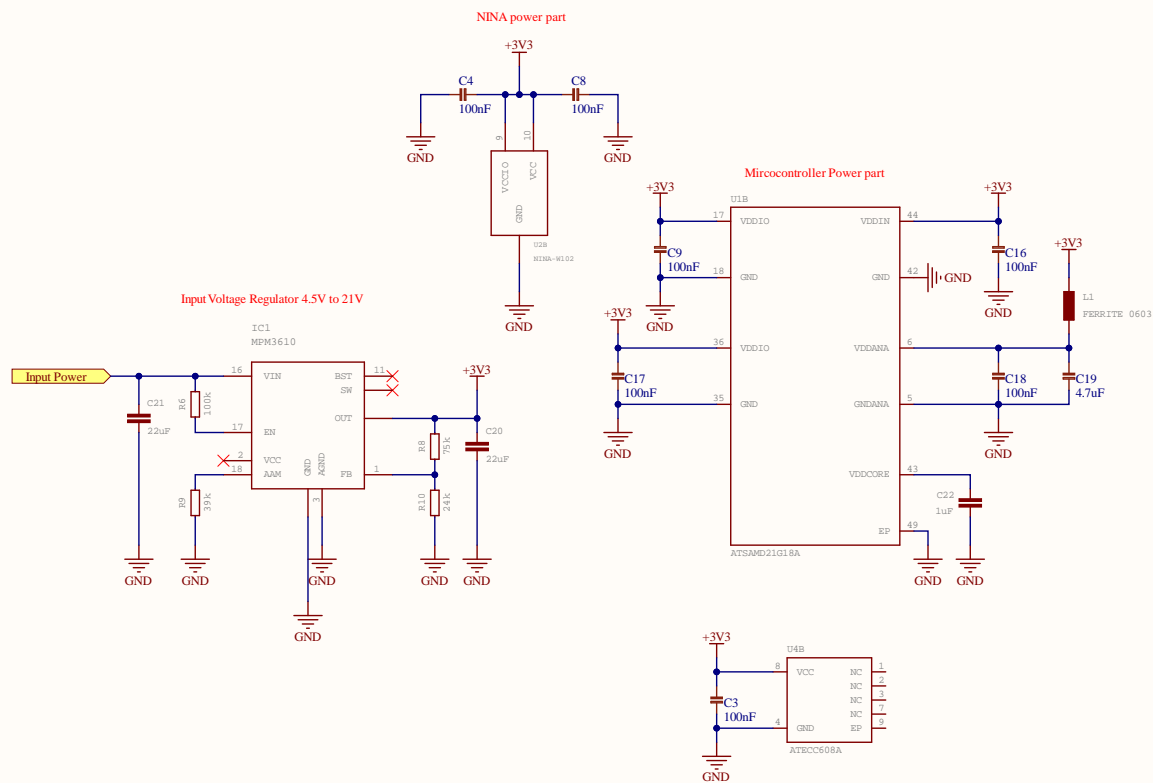 NINA power part
+3V3
C4
100nF
C8
100nF
GND
GND
9
10
VCCIO
VCC
GND
U2B
NINA-W102
GND
Mircocontroller Power part
+3V3
U1B
+3V3
17
VDDIO
VDDIN
44
C9
100nF
C16
100nF
+3V3
18
GND
GND
42
GND
GND
GND
L1
FERRITE 0603
+3V3
36
VDDIO
VDDANA
6
C17
100nF
C18
100nF
C19
4.7uF
35
GND
GNDANA
5
GND
GND
VDDCORE
43
C22
1uF
EP
49
ATSAMD21G18A
GND
GND
Input Voltage Regulator 4.5V to 21V
IC1
MPM3610
Input Power
16
VIN
BST
11
SW
+3V3
R6
100k
C21
22uF
OUT
17
EN
R8
75k
C20
22uF
2
VCC
18
AAM
GND
AGND
FB
1
R9
39k
3
R10
24k
GND
GND
GND
GND
GND
GND
+3V3
U4B
8
VCC
NC
1
NC
2
C3
100nF
NC
3
NC
7
4
GND
EP
9
ATECC608A
GND